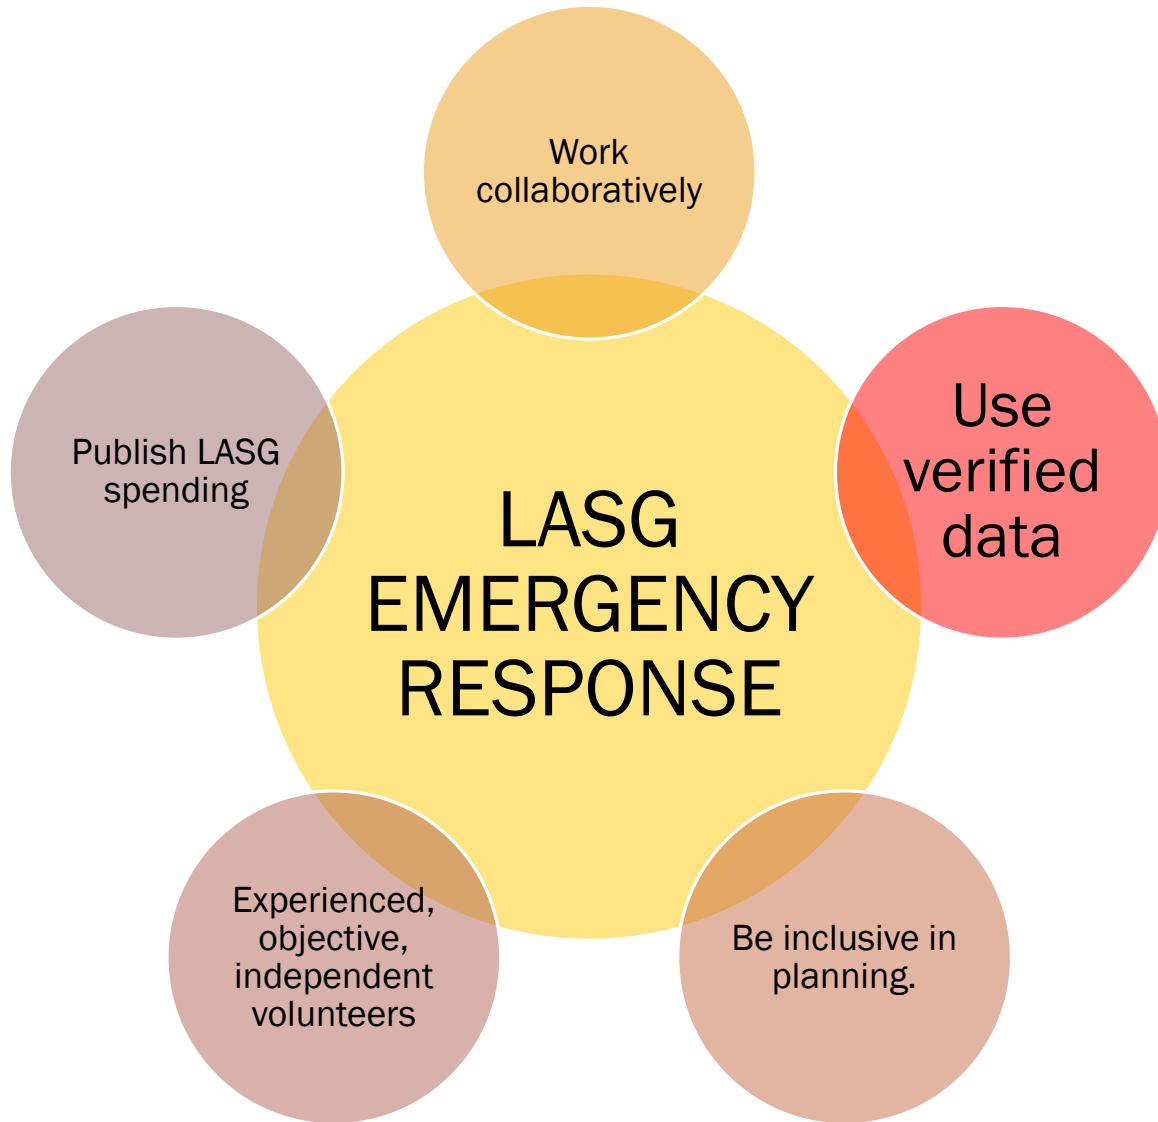 Work
collaboratively
Use
verified
data
Publish LASG
spending
LASG
EMERGENCY
RESPONSE
Experienced,
objective,
independent
volunteers
Be inclusive in
planning.